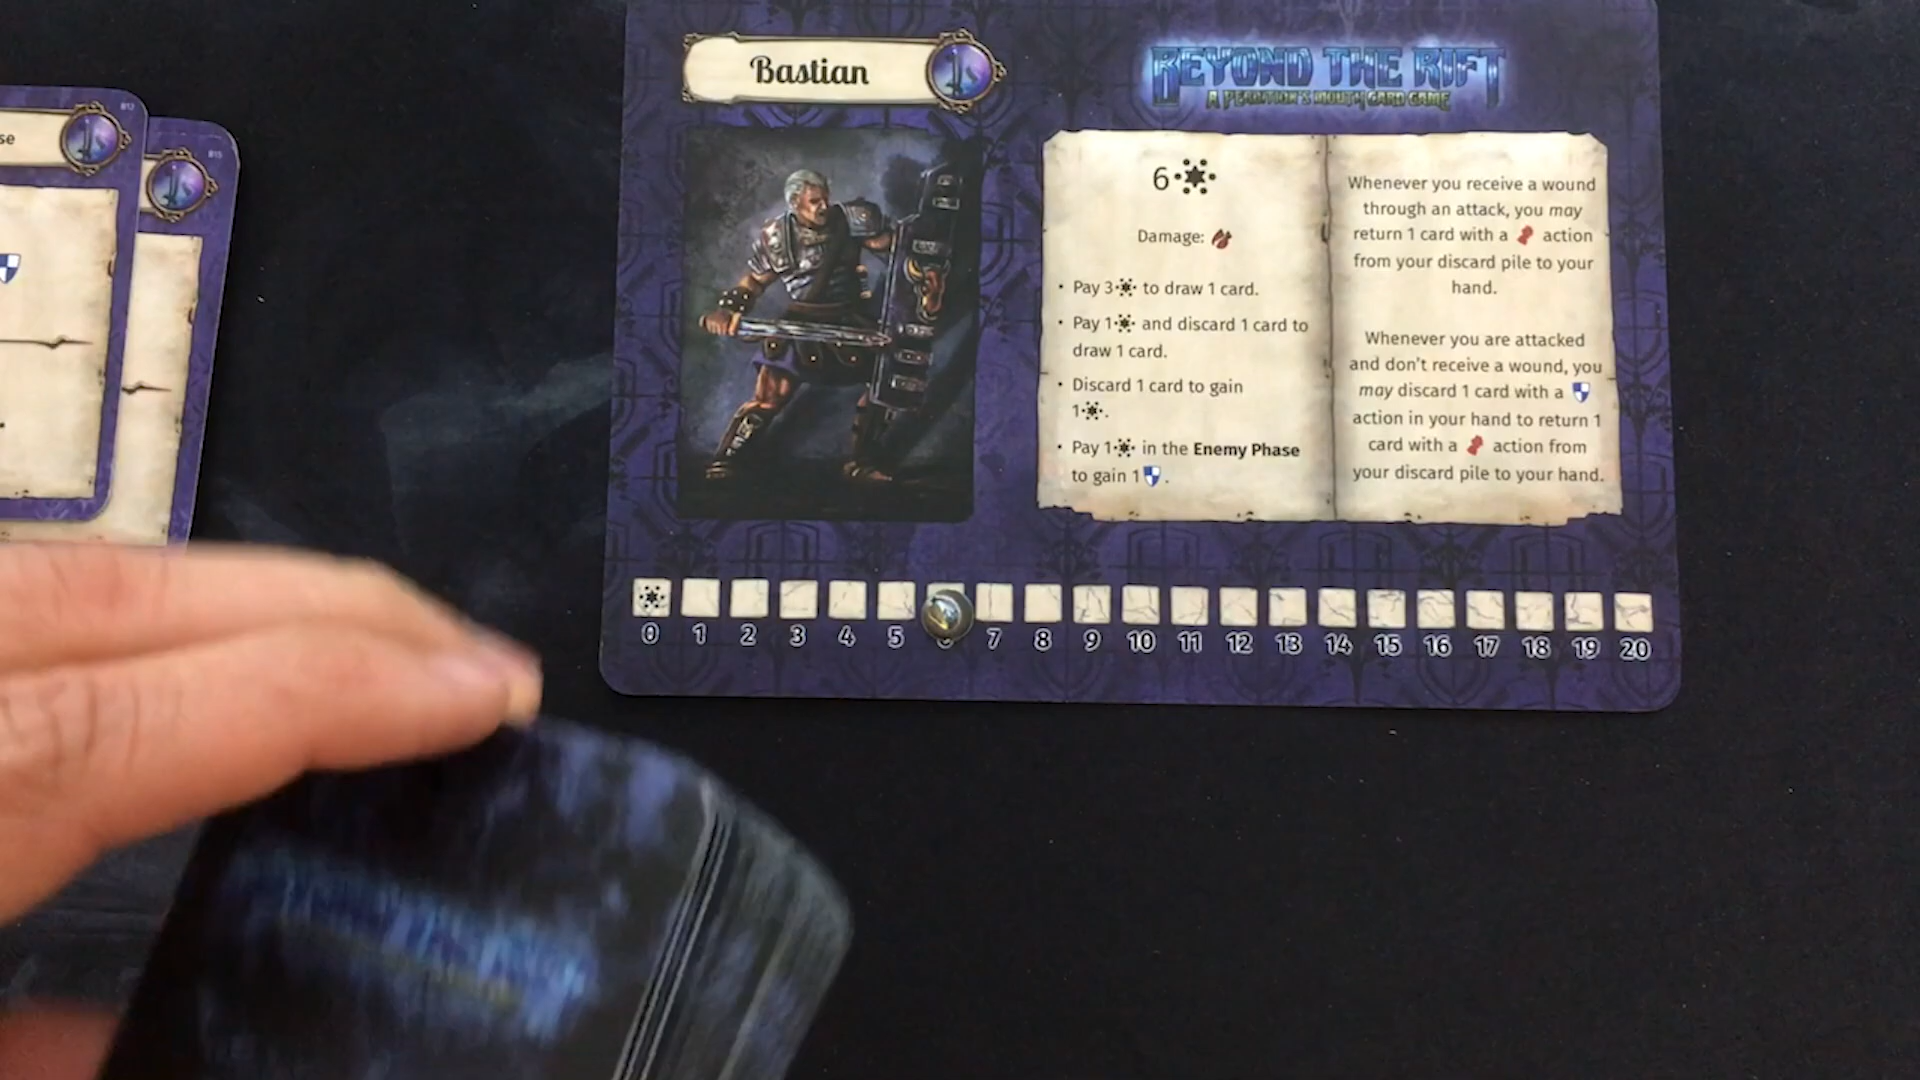 Bastian
BEYOND THE RIFT
A PERDITION'S MOUTH CARD GAME
6
Damage:
• Pay 3 to draw 1 card.
• Pay 1 and discard 1 card to
draw 1 card.
• Discard 1 card to gain
1.
• Pay 1 in the Enemy Phase
to gain 1.
Whenever you receive a wound
through an attack, you may
return 1 card with a action
from your discard pile to your
hand.
Whenever you are attacked
and don't receive a wound, you
may discard 1 card with a
action in your hand to return 1
card with a action from
your discard pile to your hand.
0 1 2 3 4 5 6 7 8 9 10 11 12 13 14 15 16 17 18 19 20
se
B12
B15